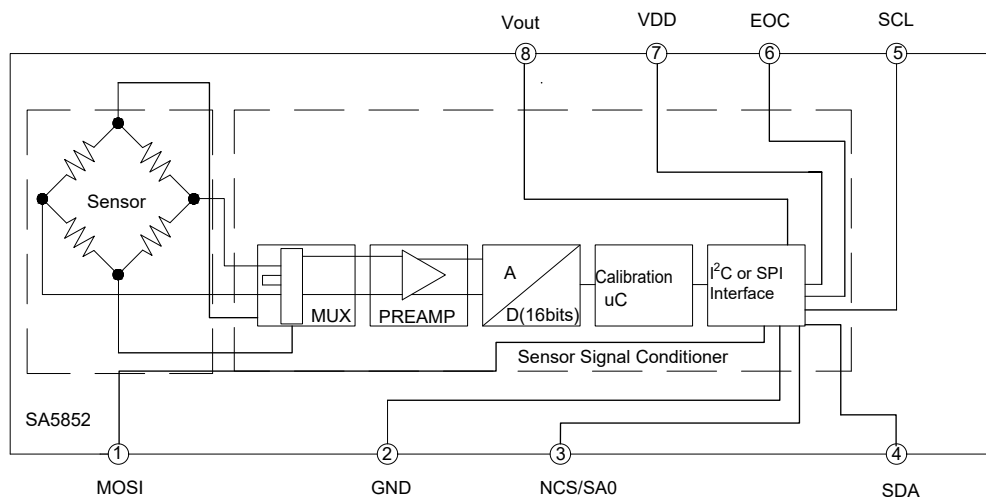 Vout
VDD
EOC
SCL
8
7
6
5
Sensor
MUX
PREAMP
A
D(16bits)
Calibration
uC
I²C or SPI
Interface
Sensor Signal Conditioner
SA5852
1
2
3
4
MOSI
GND
NCS/SA0
SDA